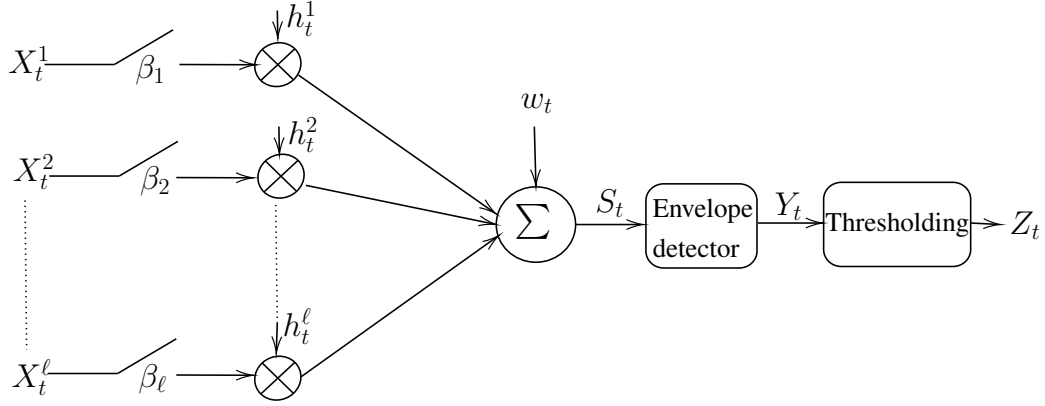 X_t^1
β_1
h_t^1
X_t^2
β_2
h_t^2
w_t
Σ
S_t
Envelope
detector
Y_t
Thresholding
Z_t
X_t^ℓ
β_ℓ
h_t^ℓ